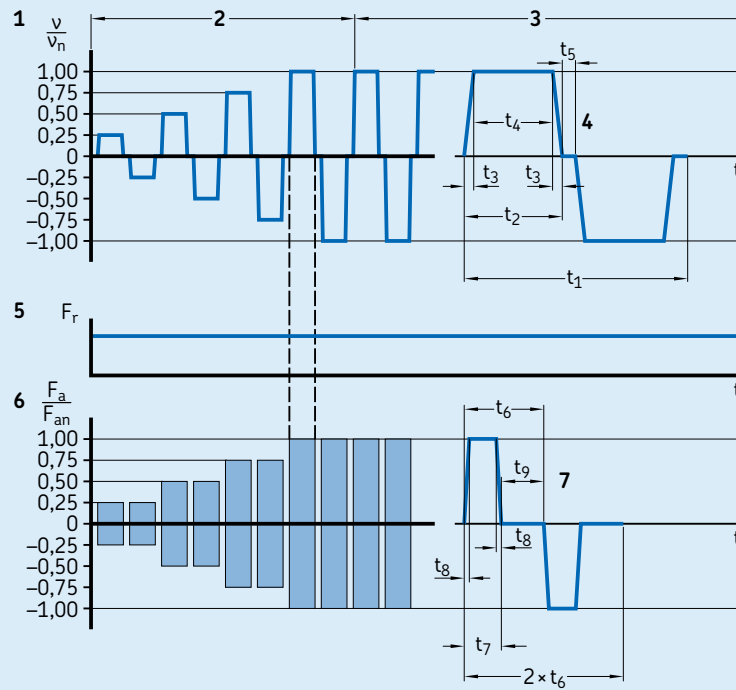 1 ν/νn 2 3
1,00
0,75
0,50
0,25
0
−0,25
−0,50
−0,75
−1,00
t5
t4 4
t3 t3
t2
t1
t
5 Fr
t
6 Fa/Fan
1,00
0,75
0,50
0,25
0
−0,25
−0,50
−0,75
−1,00
t6
t9 7
t8
t8
t7
2 × t6
t